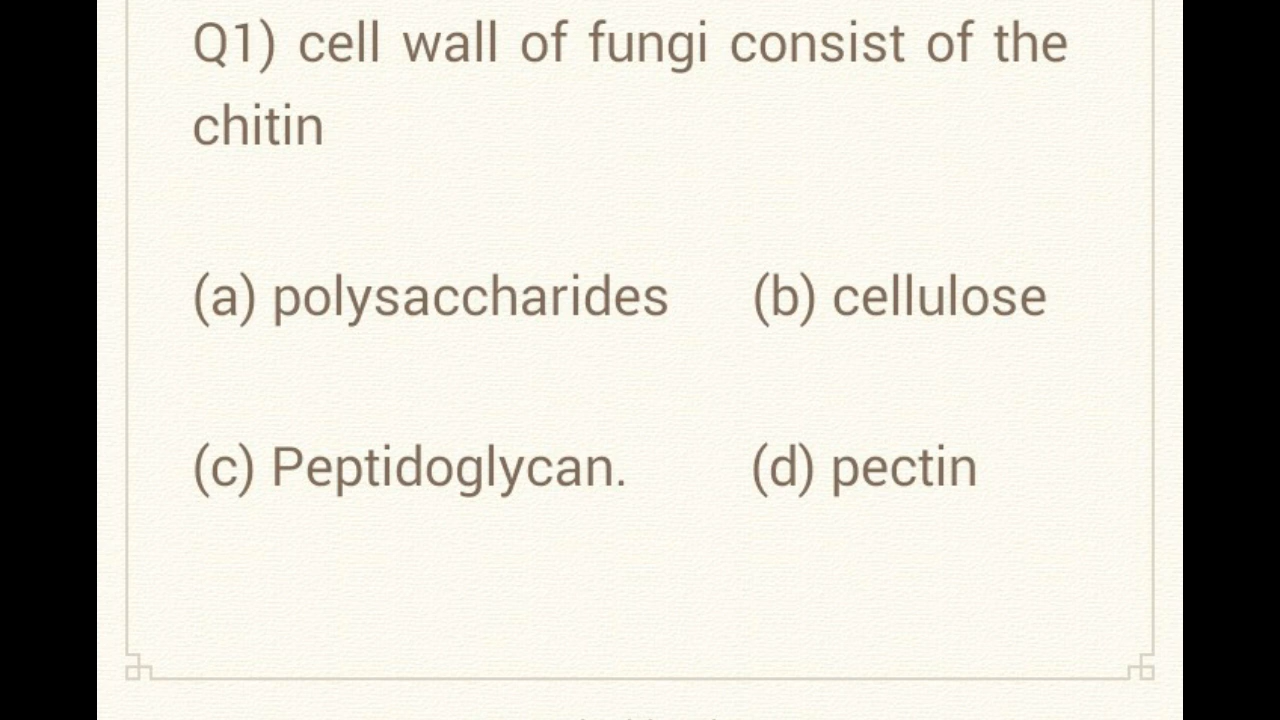 Q1) cell wall of fungi consist of the
chitin
(a) polysaccharides (b) cellulose
(c) Peptidoglycan. (d) pectin